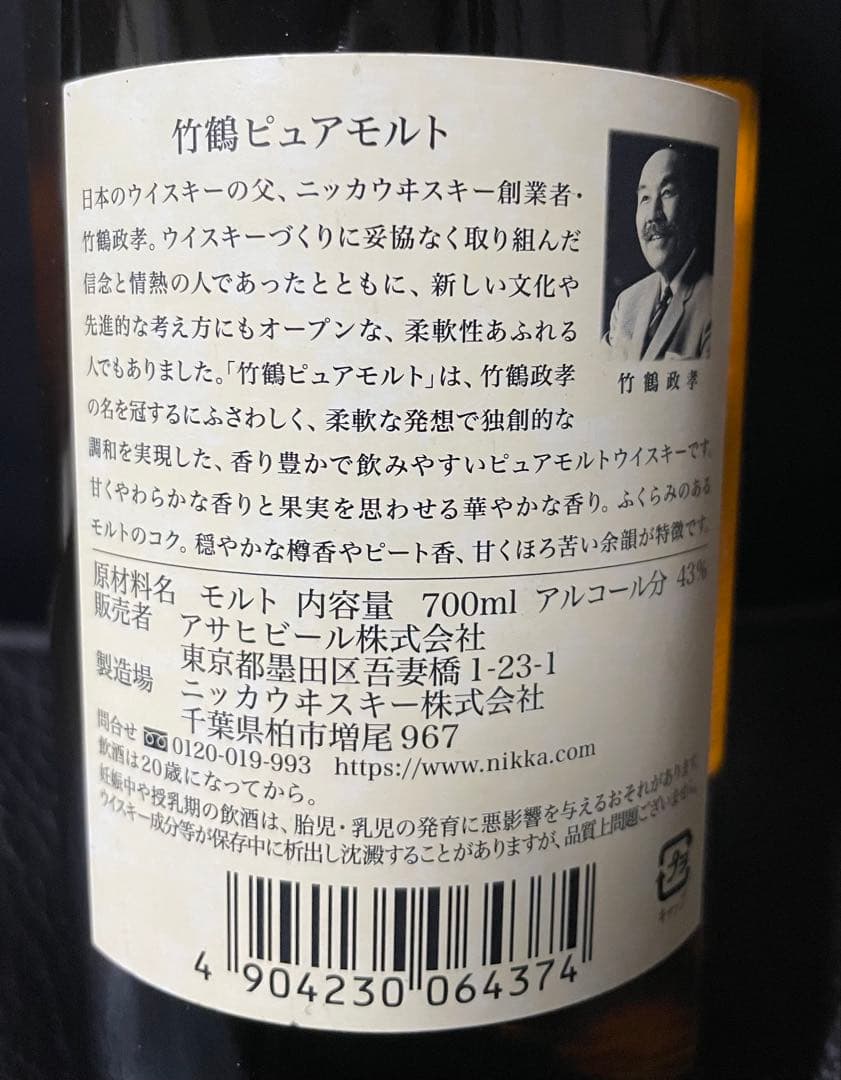 竹鶴ピュアモルト
日本のウイスキーの父、ニッカウヰスキー創業者・
竹鶴政孝。ウイスキーづくりに妥協なく取り組んだ
信念と情熱の人であったとともに、新しい文化や
先進的な考え方にもオープンな、柔軟性あふれる
人でもありました。「竹鶴ピュアモルト」は、竹鶴政孝
の名を冠するにふさわしく、柔軟な発想で独創的な
調和を実現した、香り豊かで飲みやすいピュアモルトウイスキーです。
甘くやわらかな香りと果実を思わせる華やかな香り。ふくらみのある
モルトのコク。穏やかな樽香やピート香、甘くほろ苦い余韻が特徴です。
竹鶴政孝
原材料名 モルト 内容量 700ml アルコール分 43%
販売者 アサヒビール株式会社
東京都墨田区吾妻橋1-23-1
製造場 ニッカウヰスキー株式会社
千葉県柏市増尾967
問合せ 0120-019-993 https://www.nikka.com
飲酒は20歳になってから。
妊娠中や授乳期の飲酒は、胎児・乳児の発育に悪影響を与えるおそれがあります。
ウイスキー成分等が保存中に析出し沈澱することがありますが、品質上問題ございません。
プラ
キャップ
4 904230 064374